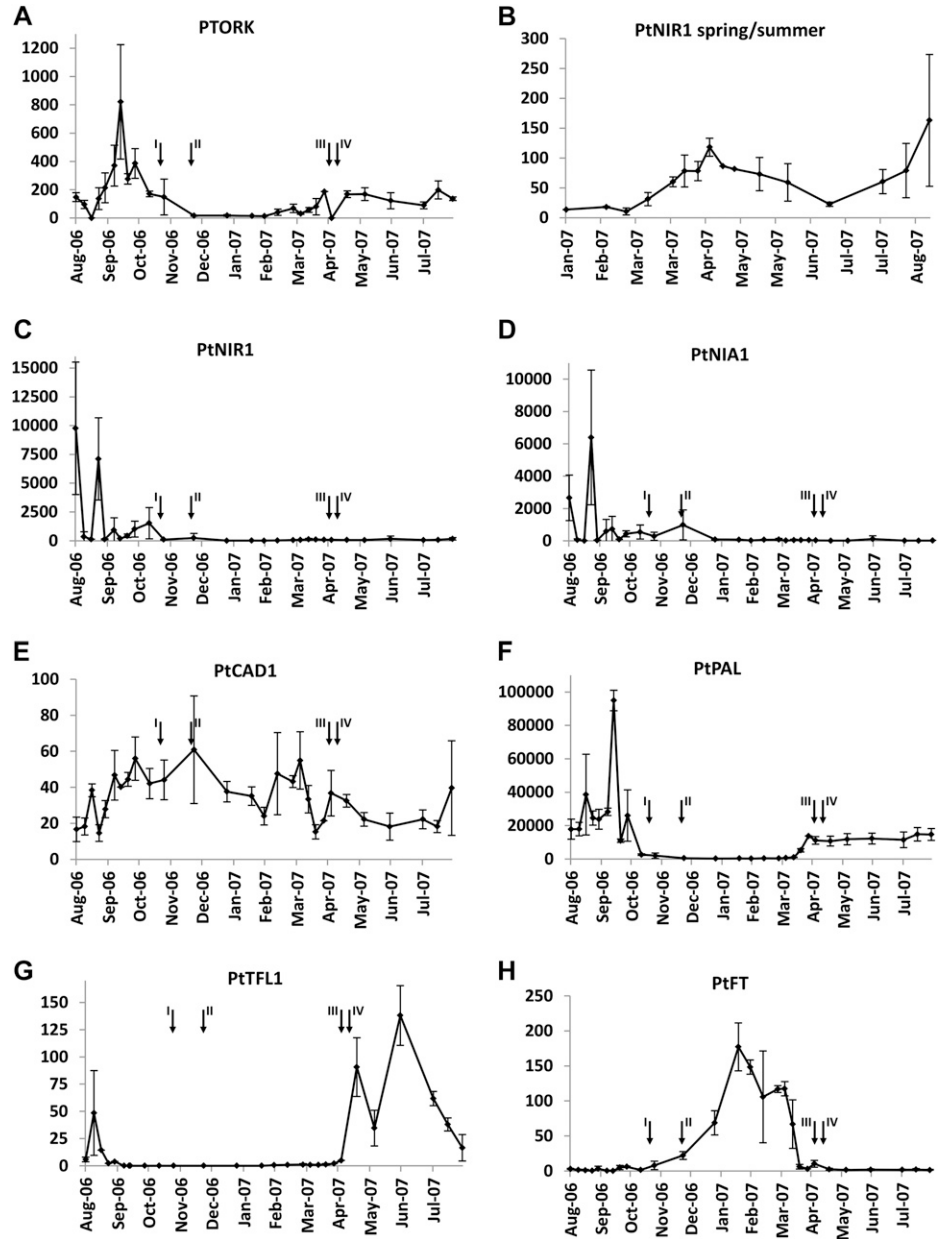 A
PTORK
1200
1000
800
600
400
200
0
I
II
III
IV
Aug-06 Sep-06 Oct-06 Nov-06 Dec-06 Jan-07 Feb-07 Mar-07 Apr-07 May-07 Jun-07 Jul-07
B
PtNIR1 spring/summer
300
250
200
150
100
50
0
Jan-07 Feb-07 Mar-07 Mar-07 Apr-07 May-07 May-07 Jun-07 Jul-07 Jul-07 Aug-07
C
PtNIR1
15000
12500
10000
7500
5000
2500
0
I
II
III
IV
Aug-06 Sep-06 Oct-06 Nov-06 Dec-06 Jan-07 Feb-07 Mar-07 Apr-07 May-07 Jun-07 Jul-07
D
PtNIA1
10000
8000
6000
4000
2000
0
I
II
III
IV
Aug-06 Sep-06 Oct-06 Nov-06 Dec-06 Jan-07 Feb-07 Mar-07 Apr-07 May-07 Jun-07 Jul-07
E
PtCAD1
100
80
60
40
20
0
I
II
III
IV
Aug-06 Sep-06 Oct-06 Nov-06 Dec-06 Jan-07 Feb-07 Mar-07 Apr-07 May-07 Jun-07 Jul-07
F
PtPAL
100000
80000
60000
40000
20000
0
I
II
III
IV
Aug-06 Sep-06 Oct-06 Nov-06 Dec-06 Jan-07 Feb-07 Mar-07 Apr-07 May-07 Jun-07 Jul-07
G
PtTFL1
150
125
100
75
50
25
0
I
II
III
IV
Aug-06 Sep-06 Oct-06 Nov-06 Dec-06 Jan-07 Feb-07 Mar-07 Apr-07 May-07 Jun-07 Jul-07
H
PtFT
250
200
150
100
50
0
I
II
III
IV
Aug-06 Sep-06 Oct-06 Nov-06 Dec-06 Jan-07 Feb-07 Mar-07 Apr-07 May-07 Jun-07 Jul-07